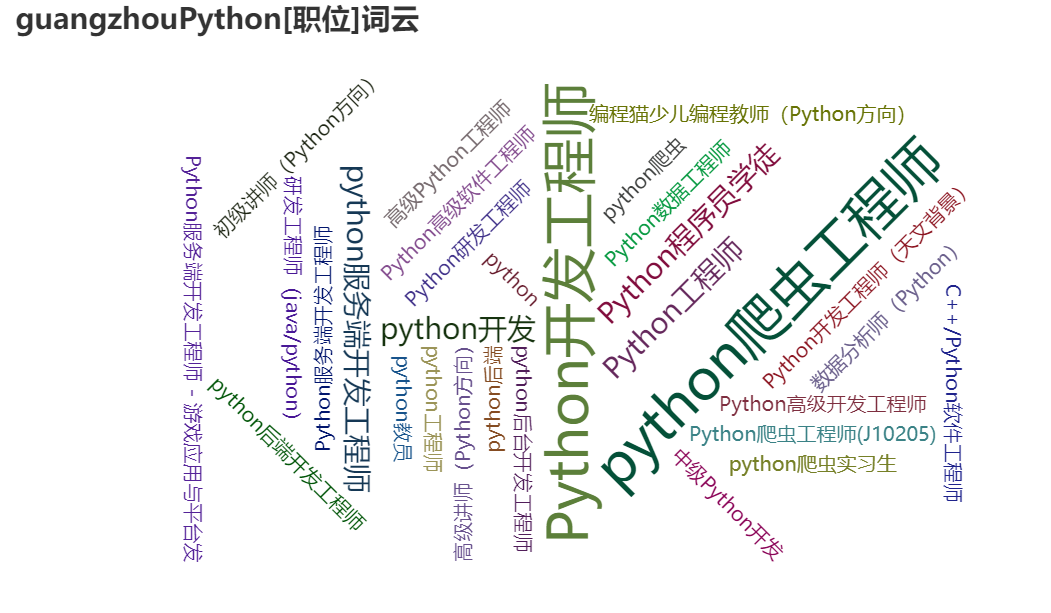 guangzhouPython[职位]词云
初级讲师（Python方向）
Python服务端开发工程师 - 游戏应用与平台发
研发工程师（java/python）
Python服务端开发工程师
python服务端开发工程师
python后端开发工程师
高级Python工程师
Python高级软件工程师
Python研发工程师
python
python开发
python教员
python工程师
高级讲师（Python方向）
python后端
python后台开发工程师
Python开发工程师
编程猫少儿编程教师（Python方向）
python爬虫
Python数据工程师
Python程序员学徒
Python工程师
python爬虫工程师
Python开发工程师（天文背景）
数据分析师（Python）
C++/Python软件工程师
Python高级开发工程师
Python爬虫工程师(J10205)
python爬虫实习生
中级Python开发